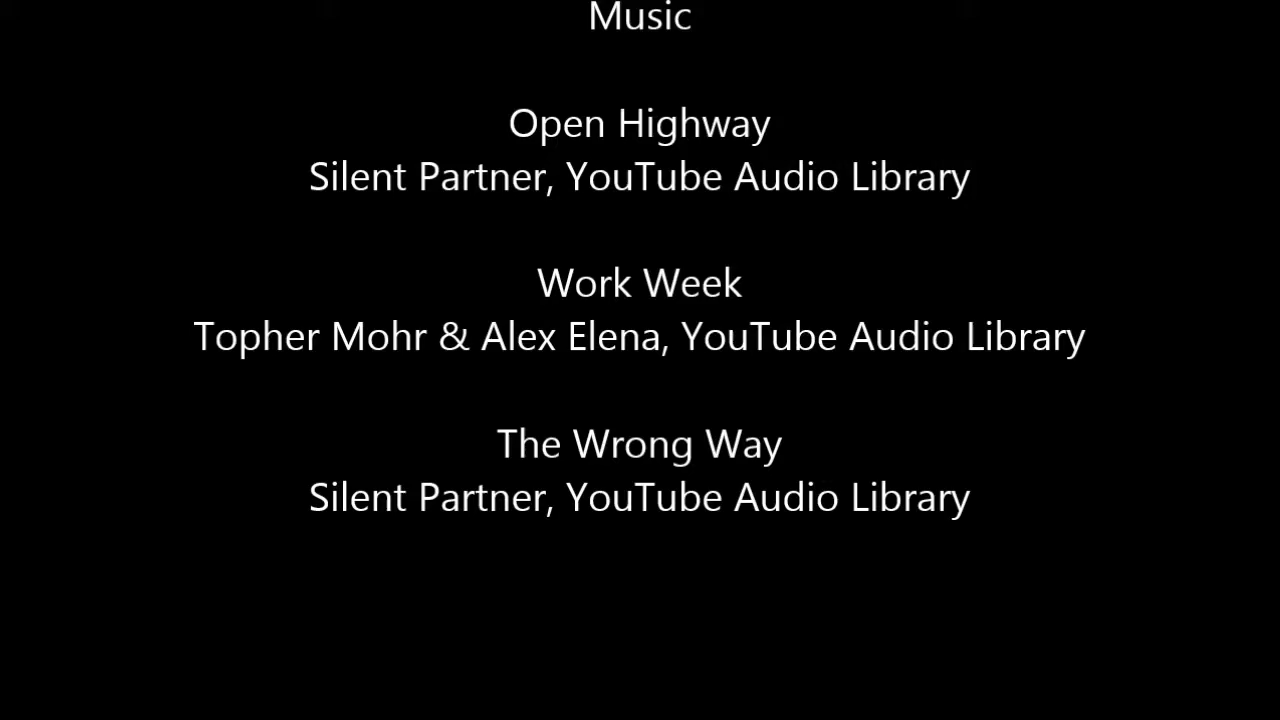 Music
Open Highway
Silent Partner, YouTube Audio Library
Work Week
Topher Mohr & Alex Elena, YouTube Audio Library
The Wrong Way
Silent Partner, YouTube Audio Library